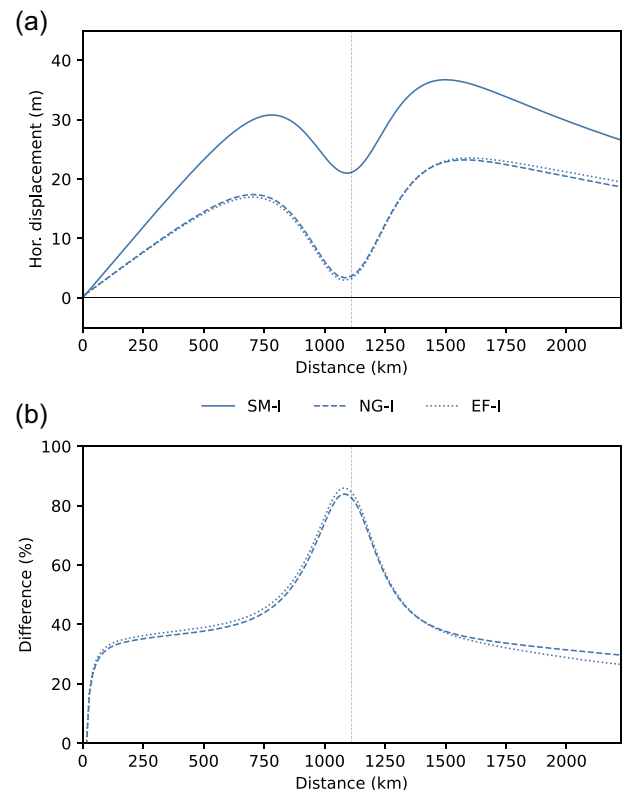 (a)
40
30
20
10
0
Hor. displacement (m)
0 250 500 750 1000 1250 1500 1750 2000
Distance (km)
SM-I NG-I EF-I
(b)
100
80
60
40
20
0
Difference (%)
0 250 500 750 1000 1250 1500 1750 2000
Distance (km)